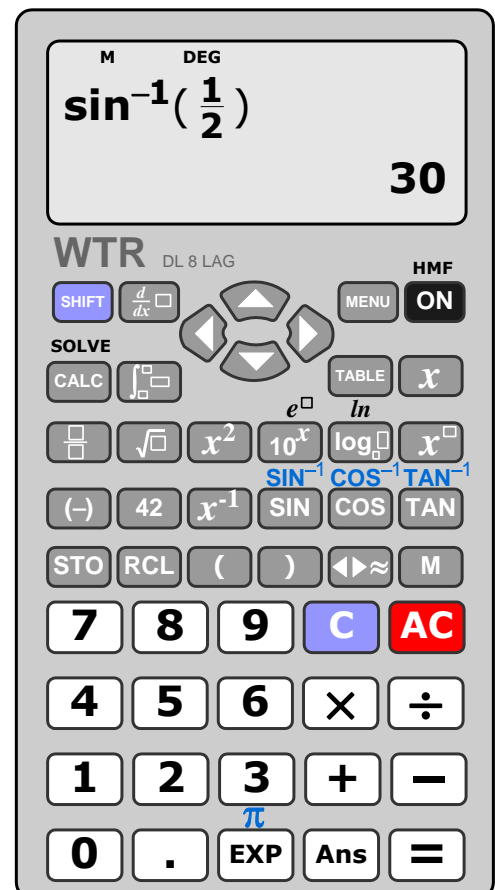 M DEG
sin⁻¹(1/2)
30
WTR DL 8 LAG
HMF
SHIFT d/dx □ MENU ON
SOLVE
CALC ∫□ TABLE x
e□ ln
□/□ √□ x² 10ˣ log□□ x□
SIN⁻¹ COS⁻¹ TAN⁻¹
(−) 42 x⁻¹ SIN COS TAN
STO RCL ( ) ◀▶≈ M
7 8 9 C AC
4 5 6 × ÷
1 2 3 + −
π
0 . EXP Ans =